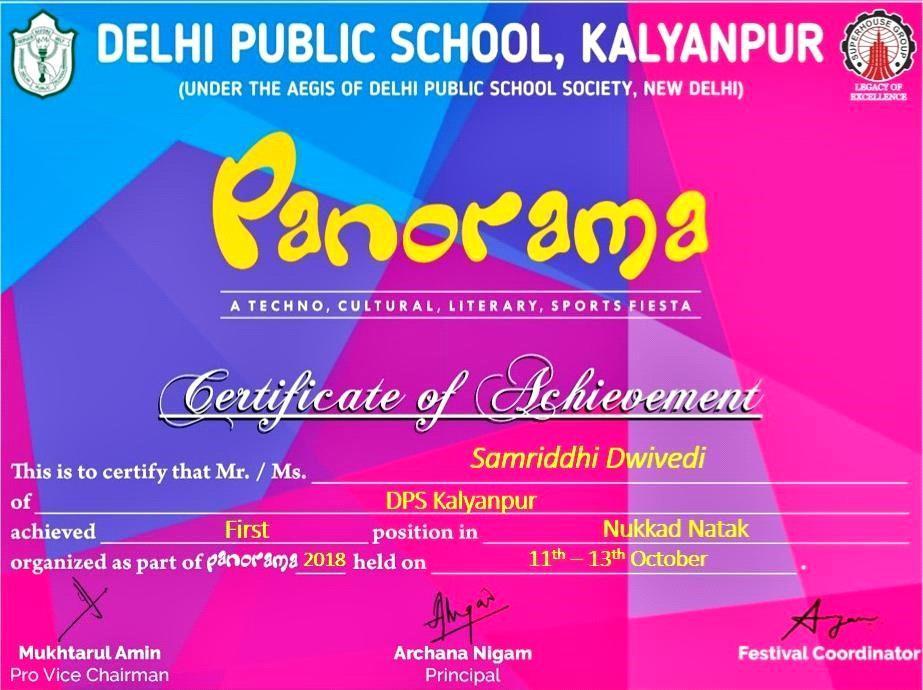 DELHI PUBLIC SCHOOL, KALYANPUR
(UNDER THE AEGIS OF DELHI PUBLIC SCHOOL SOCIETY, NEW DELHI)
SUPERHOUSE GROUP
LEGACY OF
EXCELLENCE
Panorama
A TECHNO, CULTURAL, LITERARY, SPORTS FIESTA
Certificate of Achievement
This is to certify that Mr. / Ms. Samriddhi Dwivedi
of DPS Kalyanpur
achieved First position in Nukkad Natak
organized as part of Panorama 2018 held on 11th – 13th October .
Mukhtarul Amin
Pro Vice Chairman
Archana Nigam
Principal
Festival Coordinator